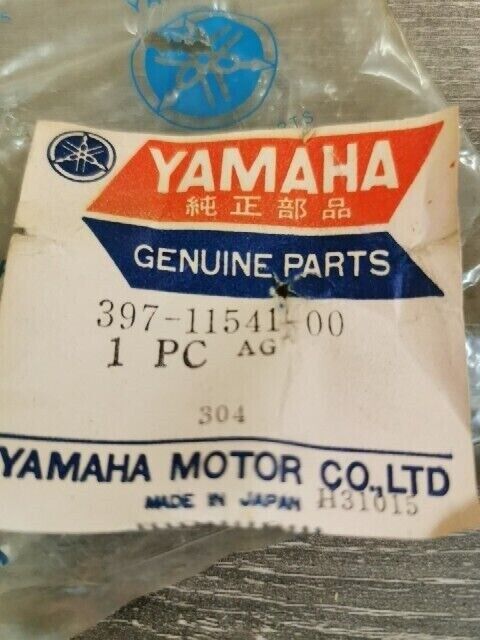 YAMAHA
純正部品
GENUINE PARTS
397-11541-00
1 PC AG
304
YAMAHA MOTOR CO.,LTD
MADE IN JAPAN H31015